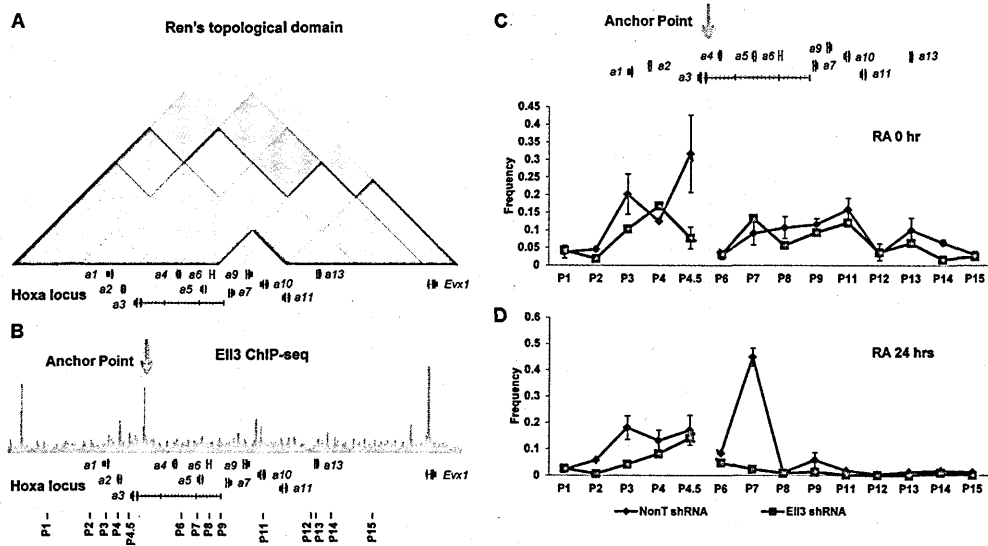 A
Ren's topological domain
a1
a4
a6
a9
a13
a2
a5
a7
a10
Evx1
Hoxa locus
a3
a11
B
Anchor Point
Ell3 ChIP-seq
a1
a4
a6
a9
a13
a2
a5
a7
a10
Evx1
Hoxa locus
a3
a11
P1
P2
P3
P4
P4.5
P6
P7
P8
P9
P11
P12
P13
P14
P15
C
Anchor Point
a9
a4
a5
a6
a10
a13
a1
a2
a7
a3
a11
RA 0 hr
Frequency
0.45
0.4
0.35
0.3
0.25
0.2
0.15
0.1
0.05
0
P1 P2 P3 P4 P4.5 P6 P7 P8 P9 P11 P12 P13 P14 P15
D
RA 24 hrs
Frequency
0.6
0.5
0.4
0.3
0.2
0.1
0
P1 P2 P3 P4 P4.5 P6 P7 P8 P9 P11 P12 P13 P14 P15
NonT shRNA
Ell3 shRNA